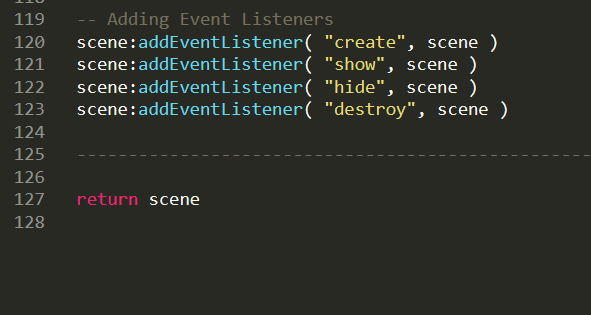 119 -- Adding Event Listeners
120 scene:addEventListener( "create", scene )
121 scene:addEventListener( "show", scene )
122 scene:addEventListener( "hide", scene )
123 scene:addEventListener( "destroy", scene )
124
125 --------------------------------------------------
126
127 return scene
128